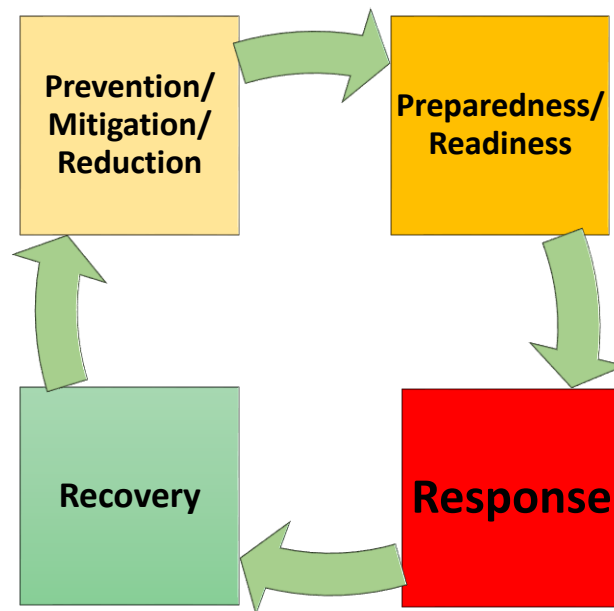 Prevention/
Mitigation/
Reduction
Preparedness/
Readiness
Recovery
Response